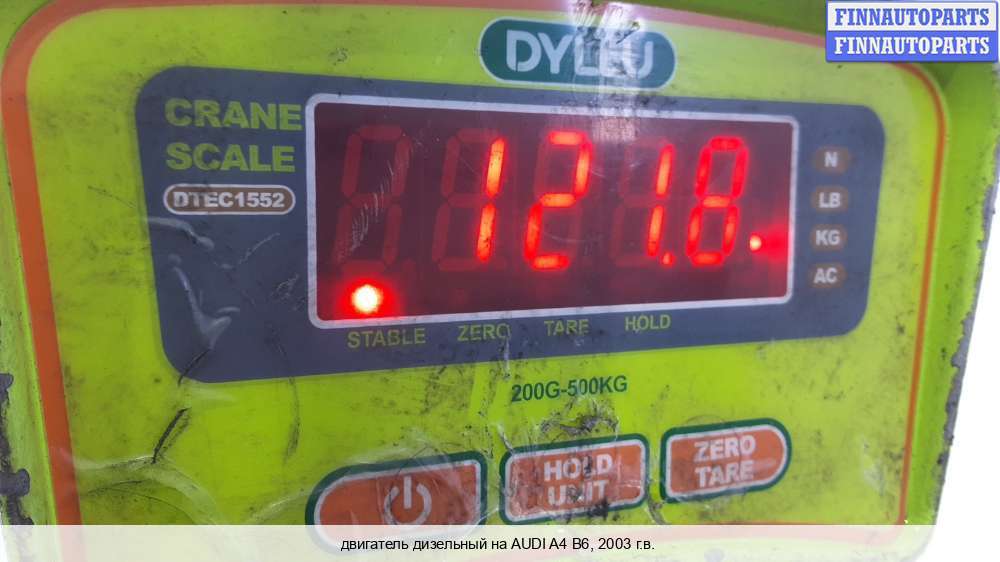 FINNAUTOPARTS
FINNAUTOPARTS
CRANE
SCALE
DTEC1552
121.8
N
LB
KG
AC
STABLE ZERO TARE HOLD
200G-500KG
HOLD
UNIT
ZERO
TARE
двигатель дизельный на AUDI A4 B6, 2003 г.в.